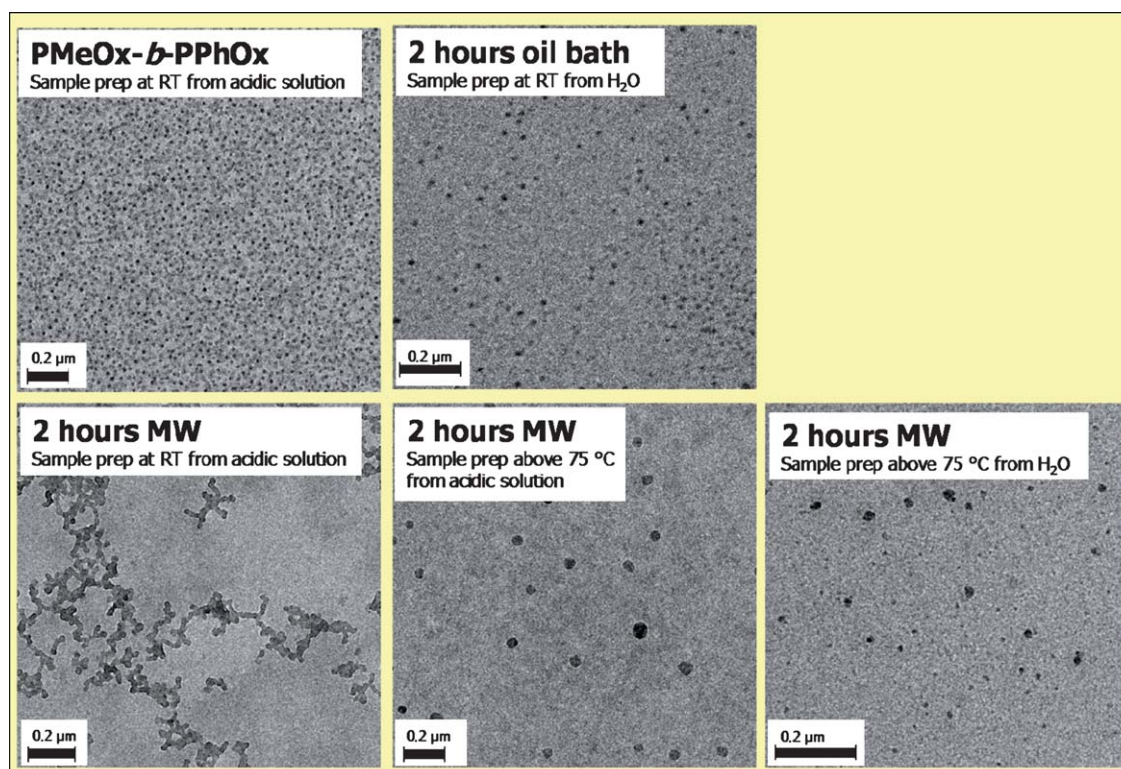 PMeOx-b-PPhOx
Sample prep at RT from acidic solution
0.2 µm
2 hours oil bath
Sample prep at RT from H₂O
0.2 µm
2 hours MW
Sample prep at RT from acidic solution
0.2 µm
2 hours MW
Sample prep above 75 °C
from acidic solution
0.2 µm
2 hours MW
Sample prep above 75 °C from H₂O
0.2 µm